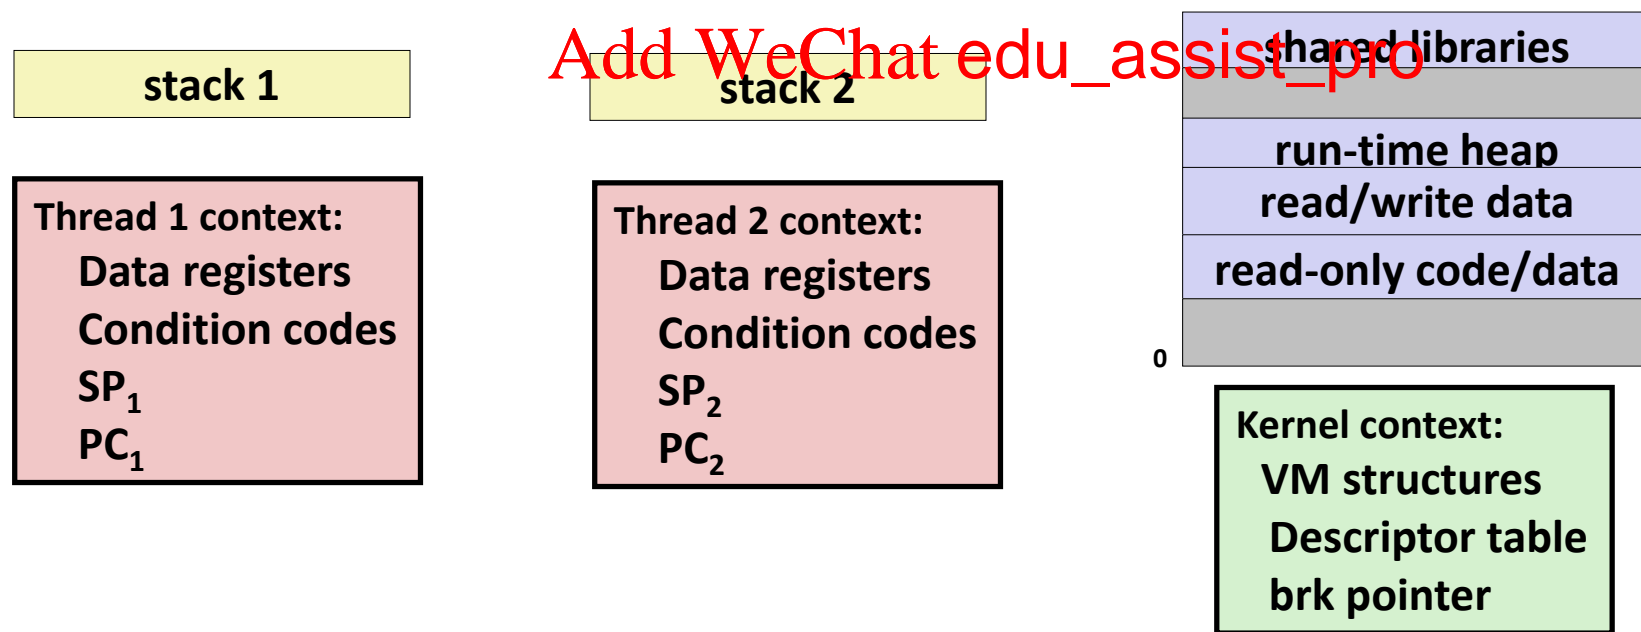 Add WeChat edu_assist_pro
stack 1
stack 2
Thread 1 context:
Data registers
Condition codes
SP1
PC1
Thread 2 context:
Data registers
Condition codes
SP2
PC2
shared libraries
run-time heap
read/write data
read-only code/data
0
Kernel context:
VM structures
Descriptor table
brk pointer